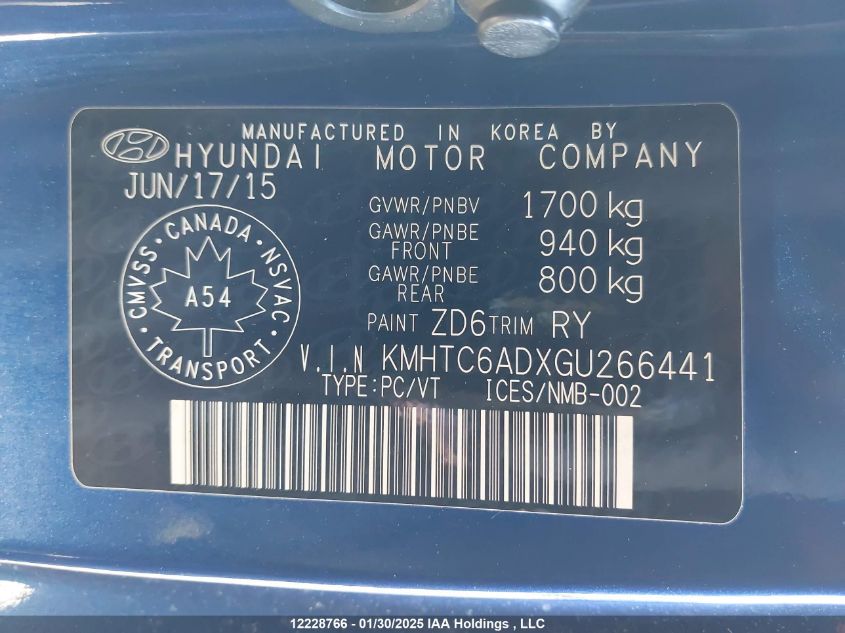 MANUFACTURED IN KOREA BY
HYUNDAI MOTOR COMPANY
JUN/17/15
GVWR/PNBV 1700 kg
GAWR/PNBE FRONT 940 kg
GAWR/PNBE REAR 800 kg
CMVSS · CANADA · NSVAC
A54
TRANSPORT
PAINT ZD6 TRIM RY
V.I.N KMHTC6ADXGU266441
TYPE:PC/VT ICES/NMB-002
12228766 - 01/30/2025 IAA Holdings , LLC